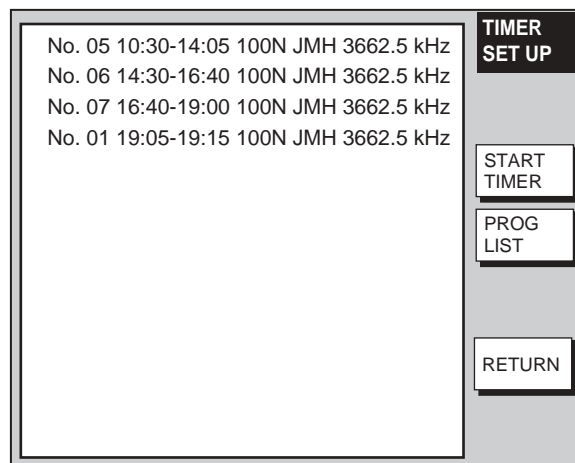 No. 05 10:30-14:05 100N JMH 3662.5 kHz
No. 06 14:30-16:40 100N JMH 3662.5 kHz
No. 07 16:40-19:00 100N JMH 3662.5 kHz
No. 01 19:05-19:15 100N JMH 3662.5 kHz
TIMER
SET UP
START
TIMER
PROG
LIST
RETURN